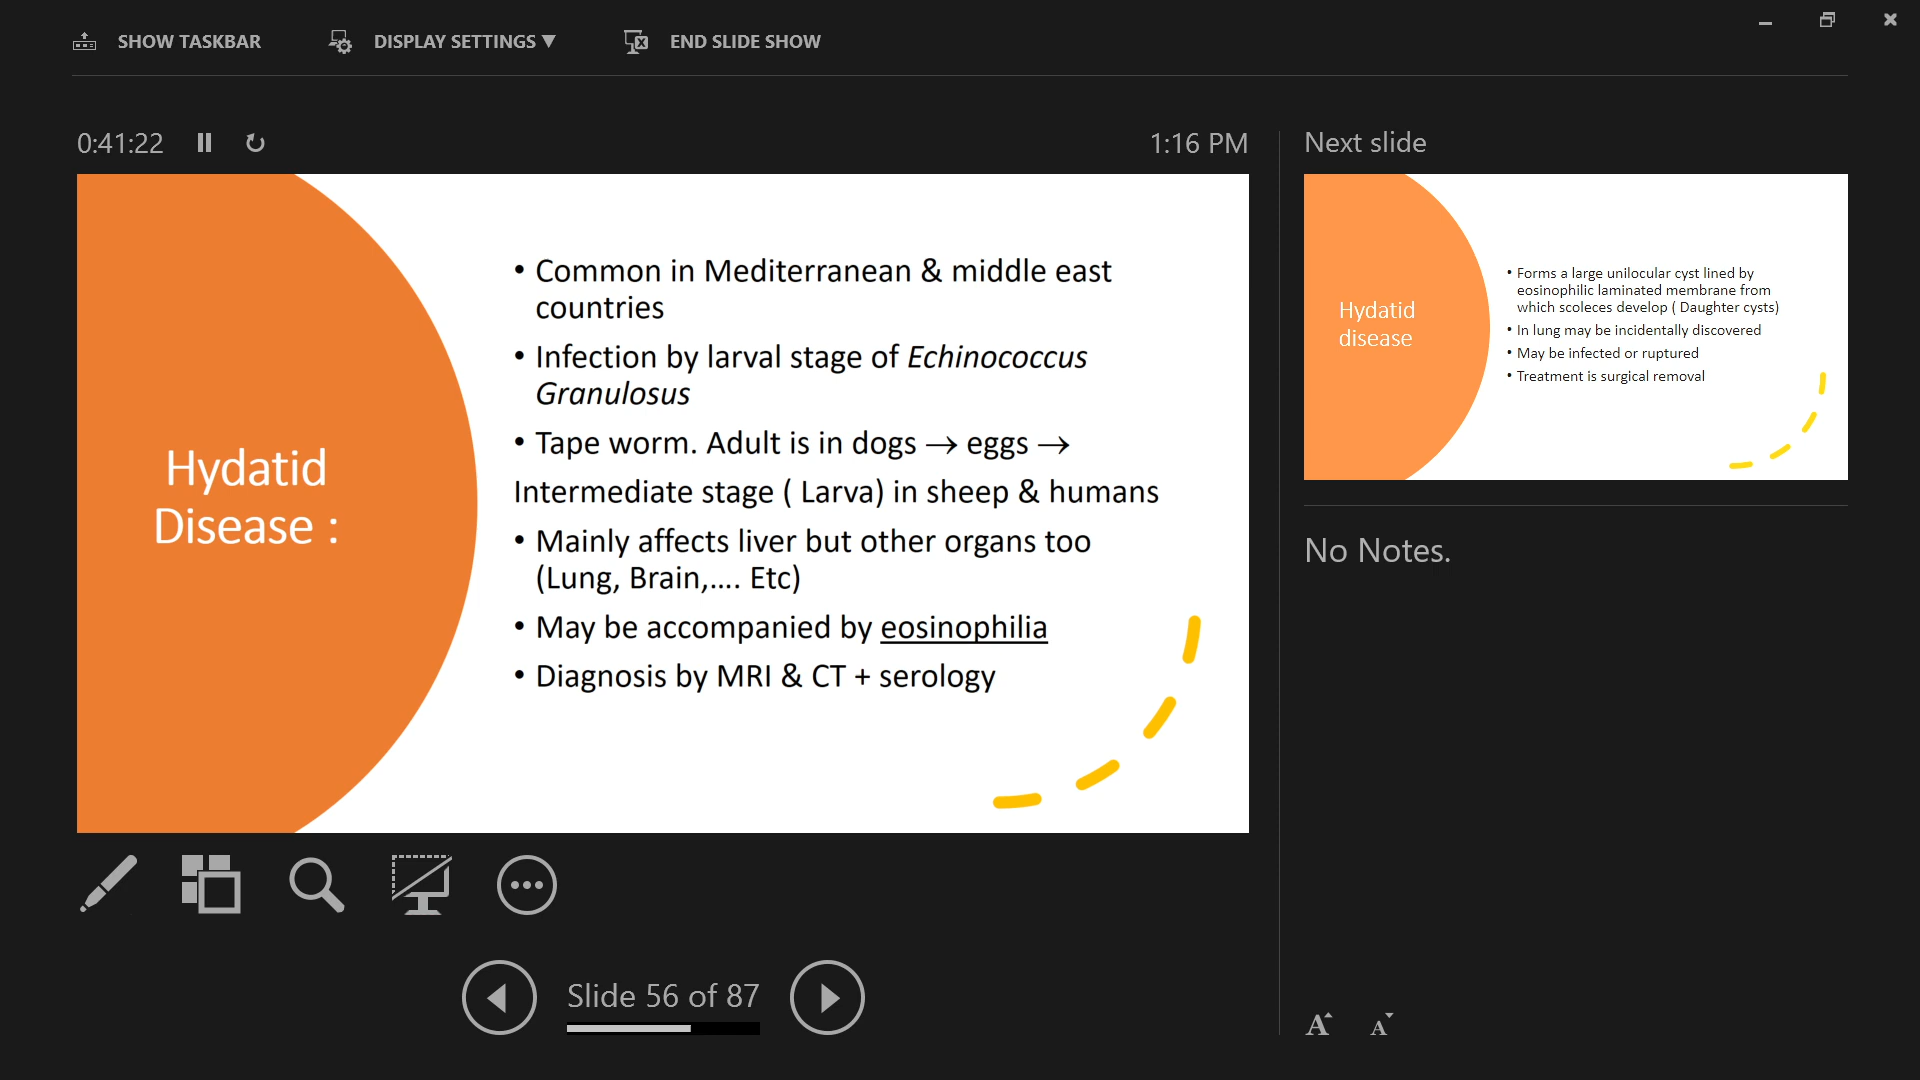 SHOW TASKBAR
DISPLAY SETTINGS ▼
END SLIDE SHOW
0:41:22
1:16 PM
Next slide
Hydatid
Disease :
• Common in Mediterranean & middle east
countries
• Infection by larval stage of Echinococcus
Granulosus
• Tape worm. Adult is in dogs → eggs →
Intermediate stage ( Larva) in sheep & humans
• Mainly affects liver but other organs too
(Lung, Brain,.... Etc)
• May be accompanied by eosinophilia
• Diagnosis by MRI & CT + serology
Hydatid
disease
• Forms a large unilocular cyst lined by
eosinophilic laminated membrane from
which scoleces develop ( Daughter cysts)
• In lung may be incidentally discovered
• May be infected or ruptured
• Treatment is surgical removal
No Notes.
Slide 56 of 87
A A